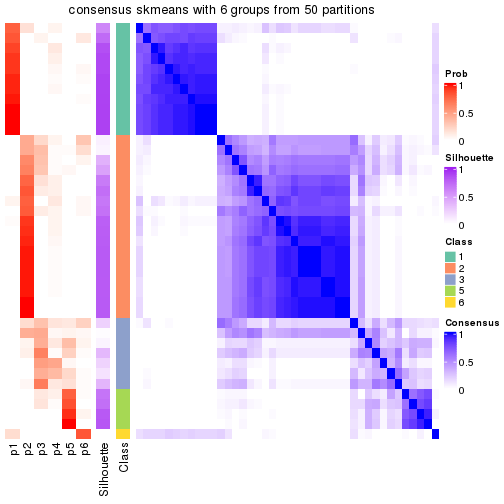 consensus skmeans with 6 groups from 50 partitions
Prob
1
0.5
0
Silhouette
1
0.5
0
Class
1
2
3
5
6
Consensus
1
0.5
0
p1
p2
p3
p4
p5
p6
Silhouette
Class